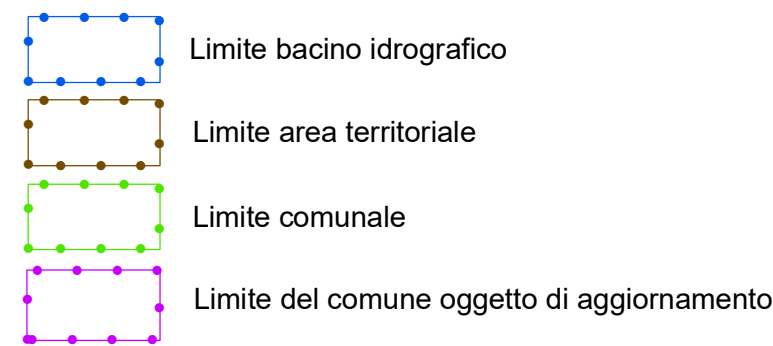 Limite bacino idrografico
Limite area territoriale
Limite comunale
Limite del comune oggetto di aggiornamento